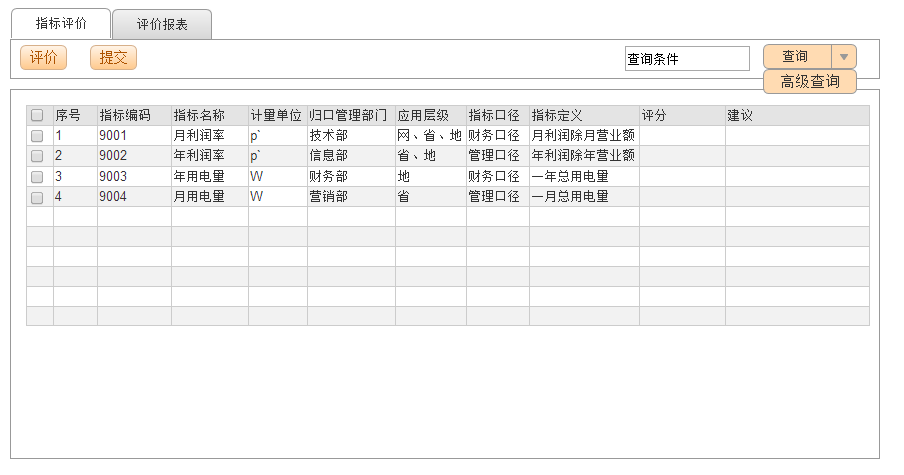 指标评价 评价报表
评价 提交 查询条件 查询
高级查询
序号 指标编码 指标名称 计量单位 归口管理部门 应用层级 指标口径 指标定义 评分 建议
1 9001 月利润率 p` 技术部 网、省、地 财务口径 月利润除月营业额
2 9002 年利润率 p` 信息部 省、地 管理口径 年利润除年营业额
3 9003 年用电量 W 财务部 地 财务口径 一年总用电量
4 9004 月用电量 W 营销部 省 管理口径 一月总用电量